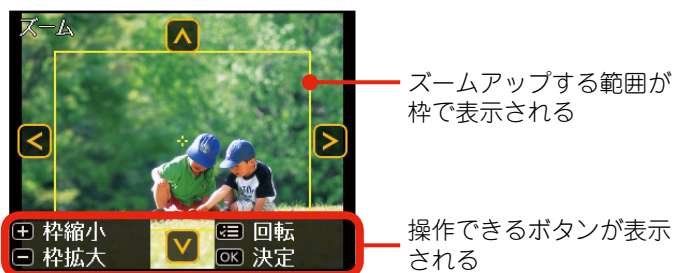 ズーム
ズームアップする範囲が
枠で表示される
+ 枠縮小
回転
- 枠拡大
OK 決定
操作できるボタンが表示
される